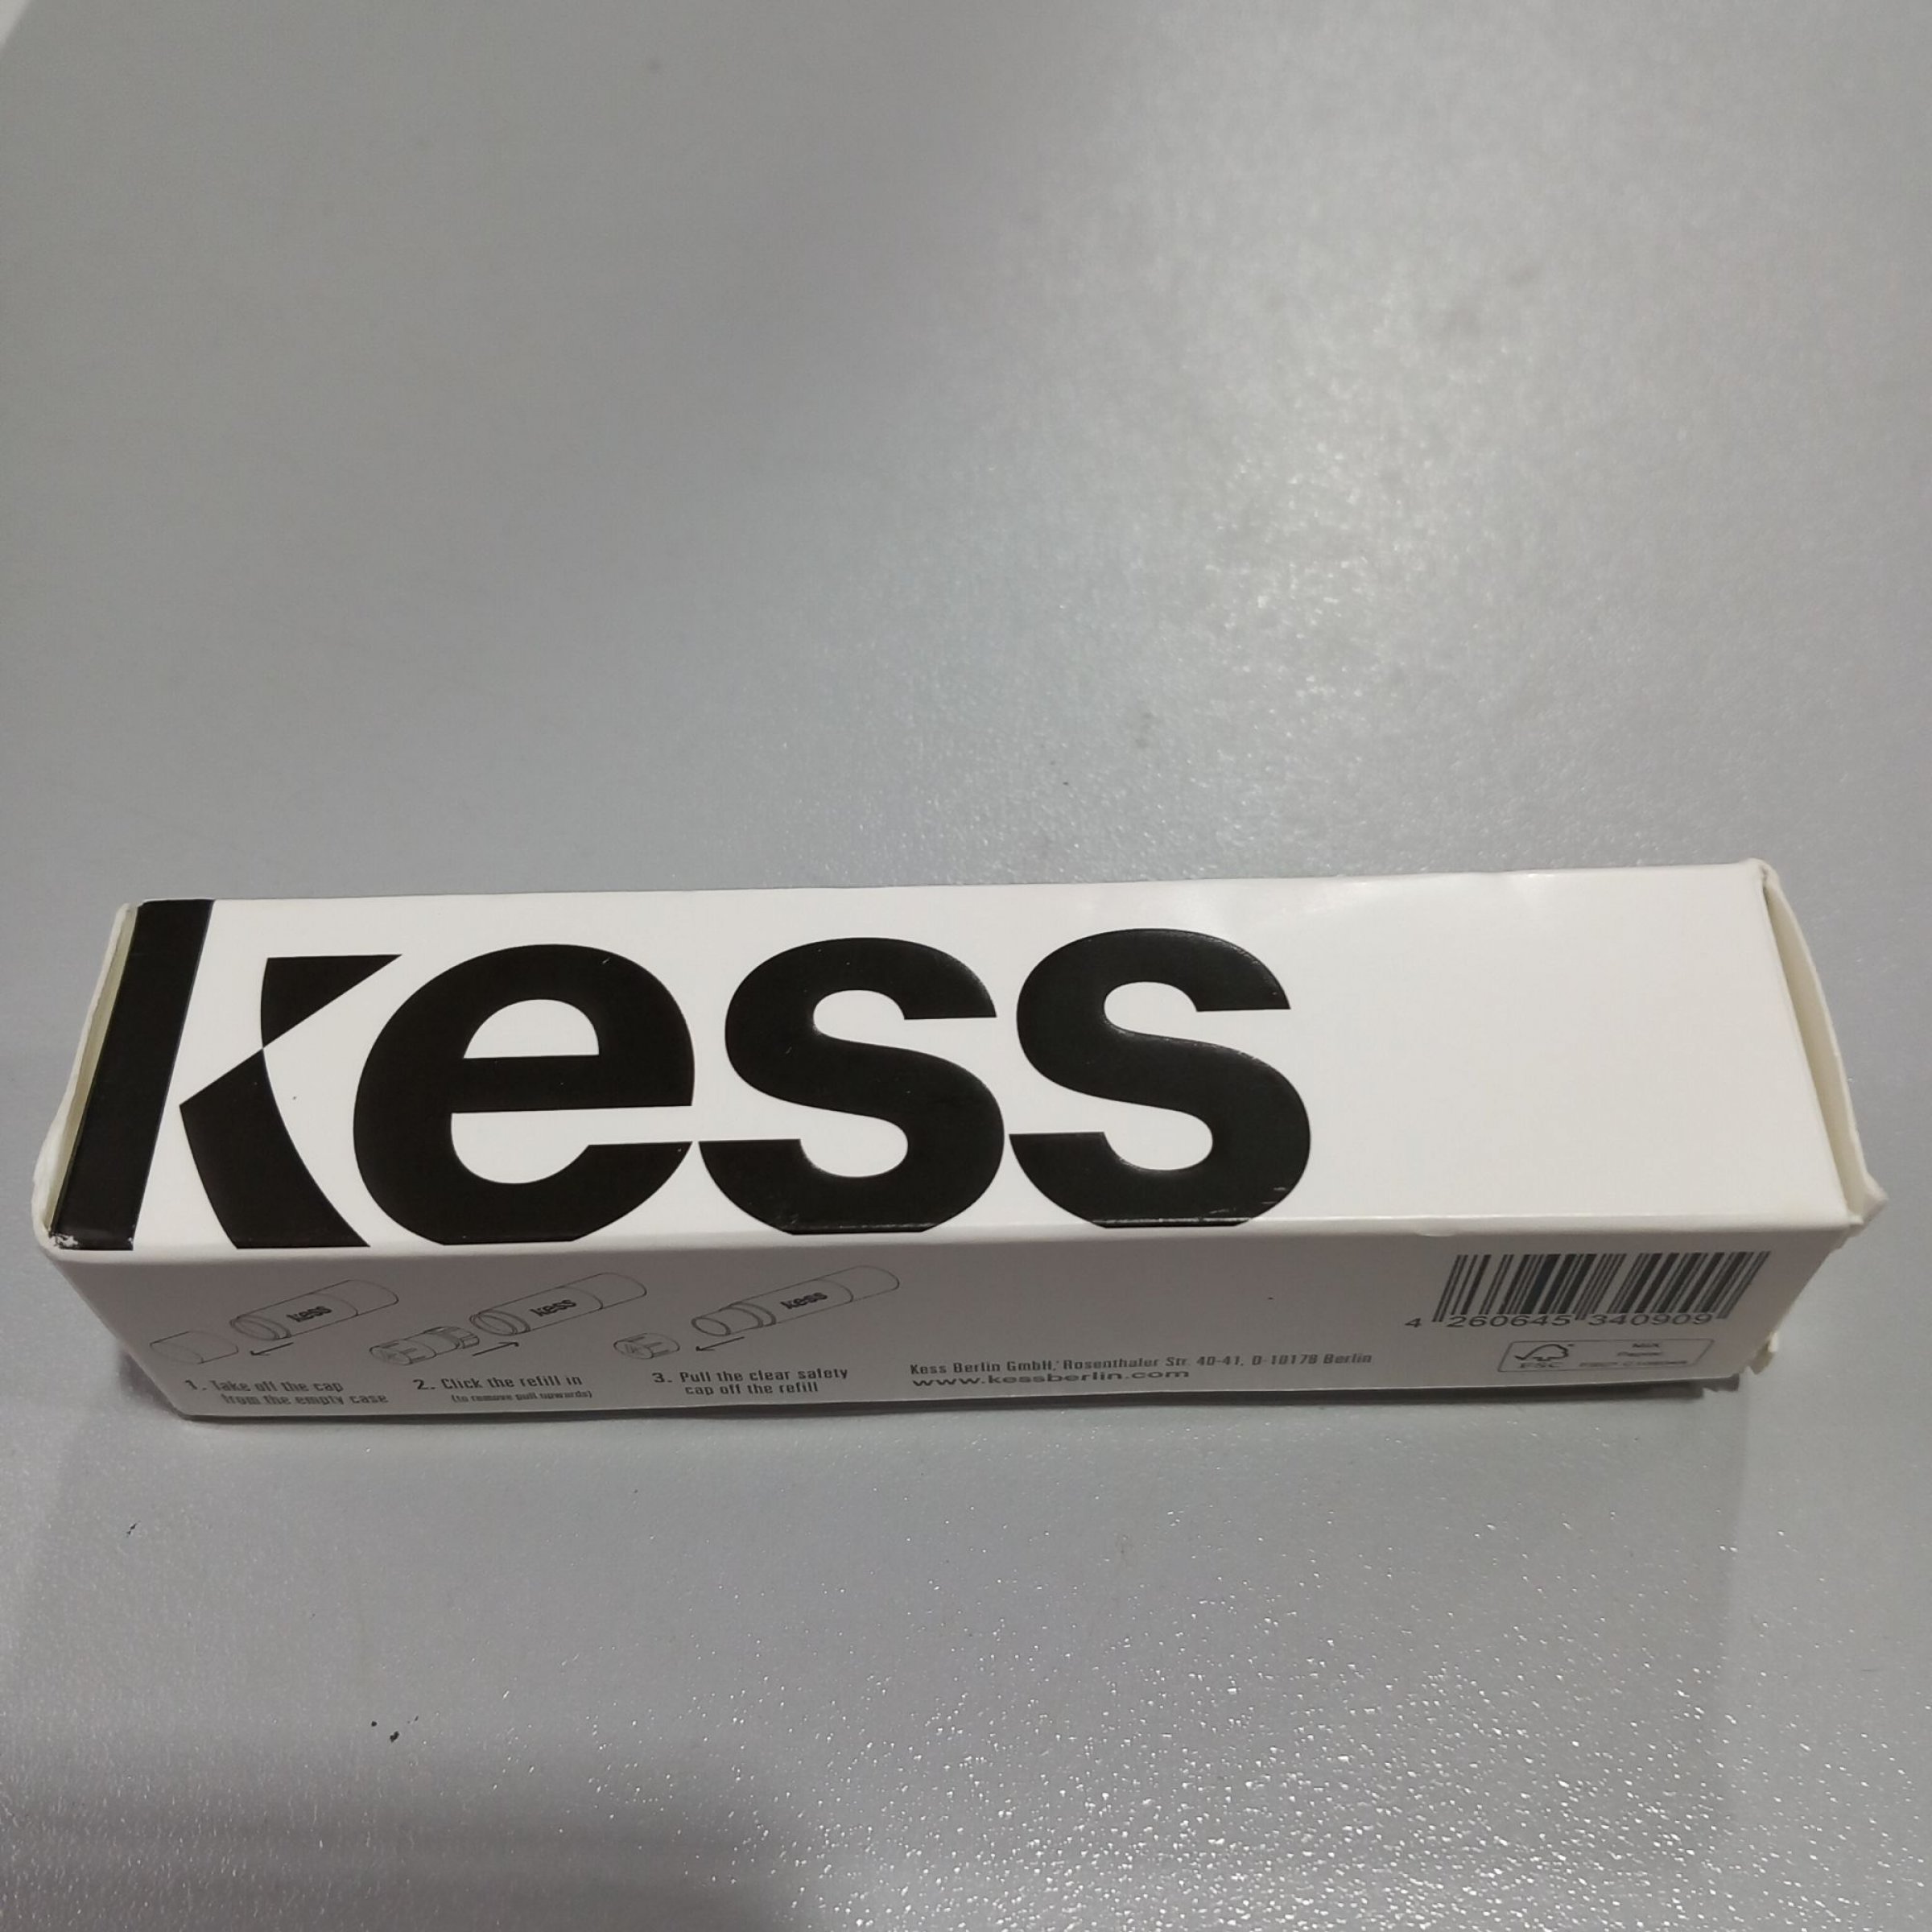 kess
kess
kess
kess
1. Take off the cap
from the empty case
2. Click the refill in
(to remove pull upwards)
3. Pull the clear safety
cap off the refill
Kess Berlin GmbH, Rosenthaler Str. 40-41, D-10178 Berlin
www.kessberlin.com
4 260645 340909
FSC
MIX